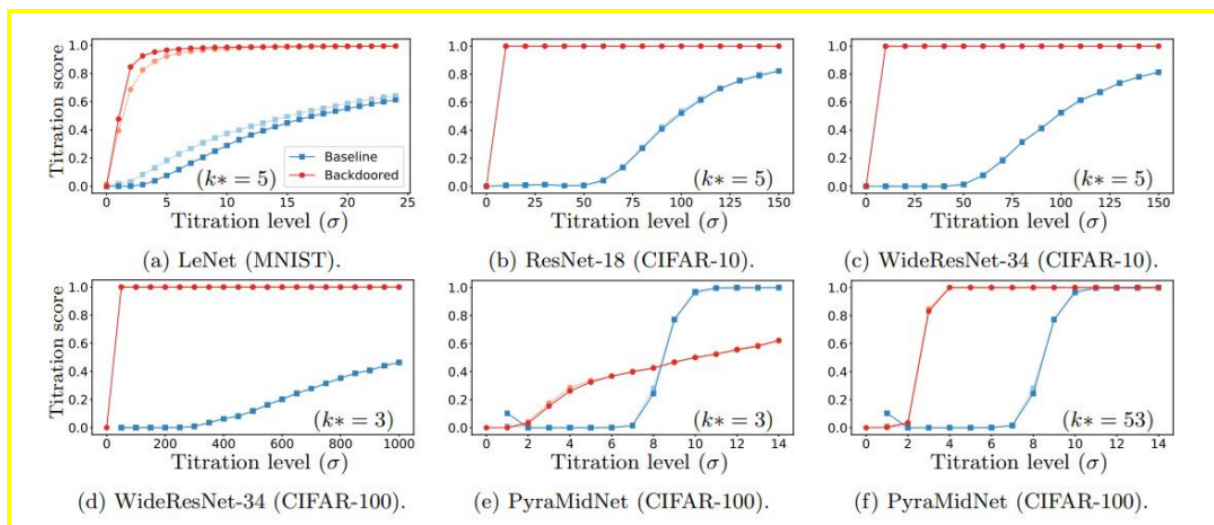 Titration score
1.0
0.8
0.6
0.4
0.2
0.0
Baseline
Backdoored
(k* = 5)
0 5 10 15 20 25
Titration level (σ)
(a) LeNet (MNIST).
1.0
0.8
0.6
0.4
0.2
0.0
(k* = 5)
0 25 50 75 100 125 150
Titration level (σ)
(b) ResNet-18 (CIFAR-10).
1.0
0.8
0.6
0.4
0.2
0.0
(k* = 5)
0 25 50 75 100 125 150
Titration level (σ)
(c) WideResNet-34 (CIFAR-10).
Titration score
1.0
0.8
0.6
0.4
0.2
0.0
(k* = 3)
0 200 400 600 800 1000
Titration level (σ)
(d) WideResNet-34 (CIFAR-100).
1.0
0.8
0.6
0.4
0.2
0.0
(k* = 3)
0 2 4 6 8 10 12 14
Titration level (σ)
(e) PyraMidNet (CIFAR-100).
1.0
0.8
0.6
0.4
0.2
0.0
(k* = 53)
0 2 4 6 8 10 12 14
Titration level (σ)
(f) PyraMidNet (CIFAR-100).